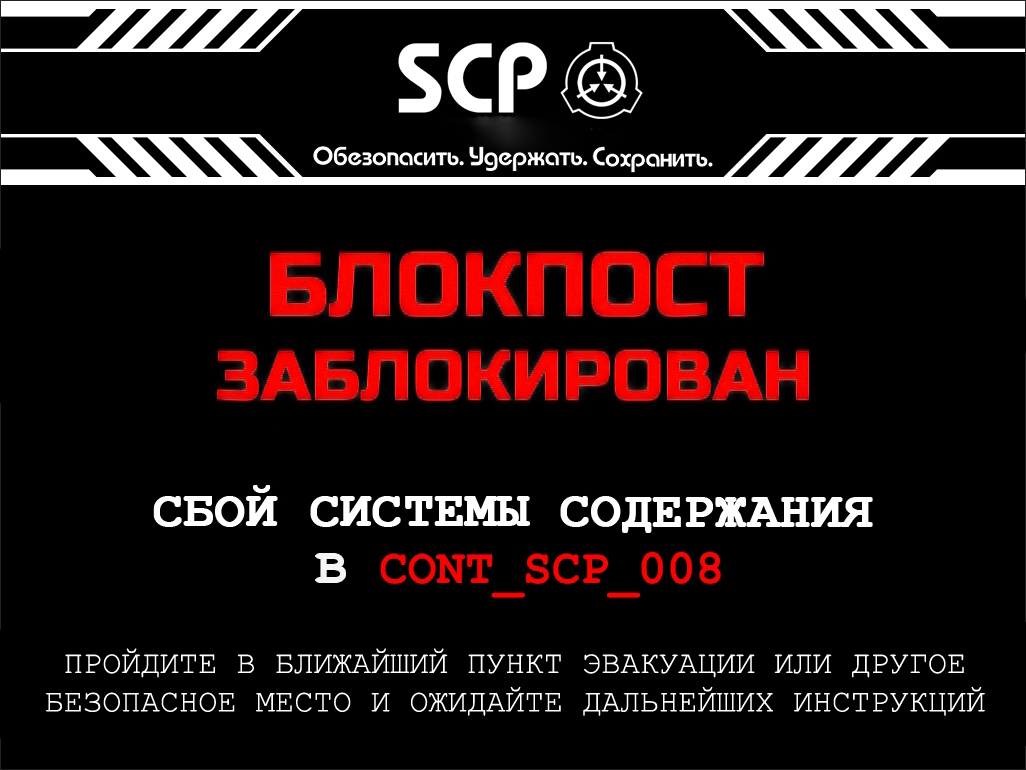 SCP
Обезопасить. Удержать. Сохранить.
БЛОКПОСТ
ЗАБЛОКИРОВАН
СБОЙ СИСТЕМЫ СОДЕРЖАНИЯ
В CONT_SCP_008
ПРОЙДИТЕ В БЛИЖАЙШИЙ ПУНКТ ЭВАКУАЦИИ ИЛИ ДРУГОЕ
БЕЗОПАСНОЕ МЕСТО И ОЖИДАЙТЕ ДАЛЬНЕЙШИХ ИНСТРУКЦИЙ